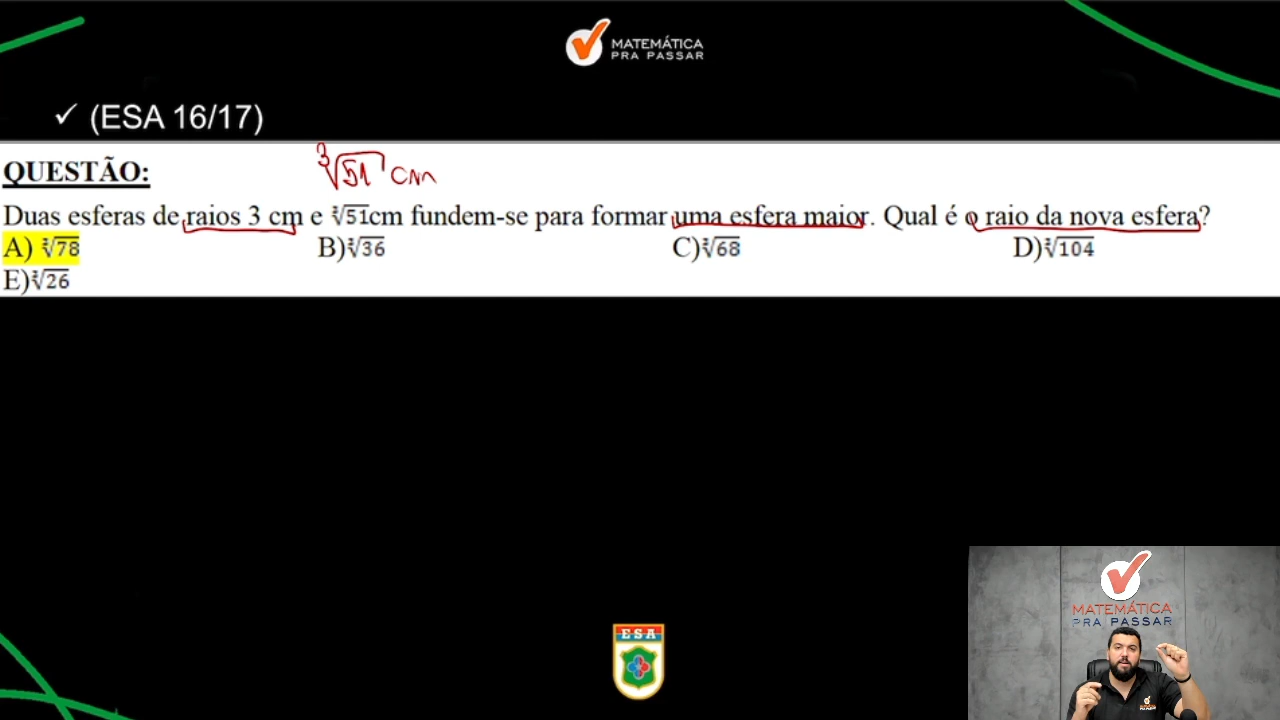 MATEMÁTICA
PRA PASSAR
✓ (ESA 16/17)
QUESTÃO:
∛51 cm
Duas esferas de raios 3 cm e ∛51cm fundem-se para formar uma esfera maior. Qual é o raio da nova esfera?
A) ∛78 B)∛36 C)∛68 D)∛104
E)∛26
MATEMÁTICA
PRA PASSAR
ESA